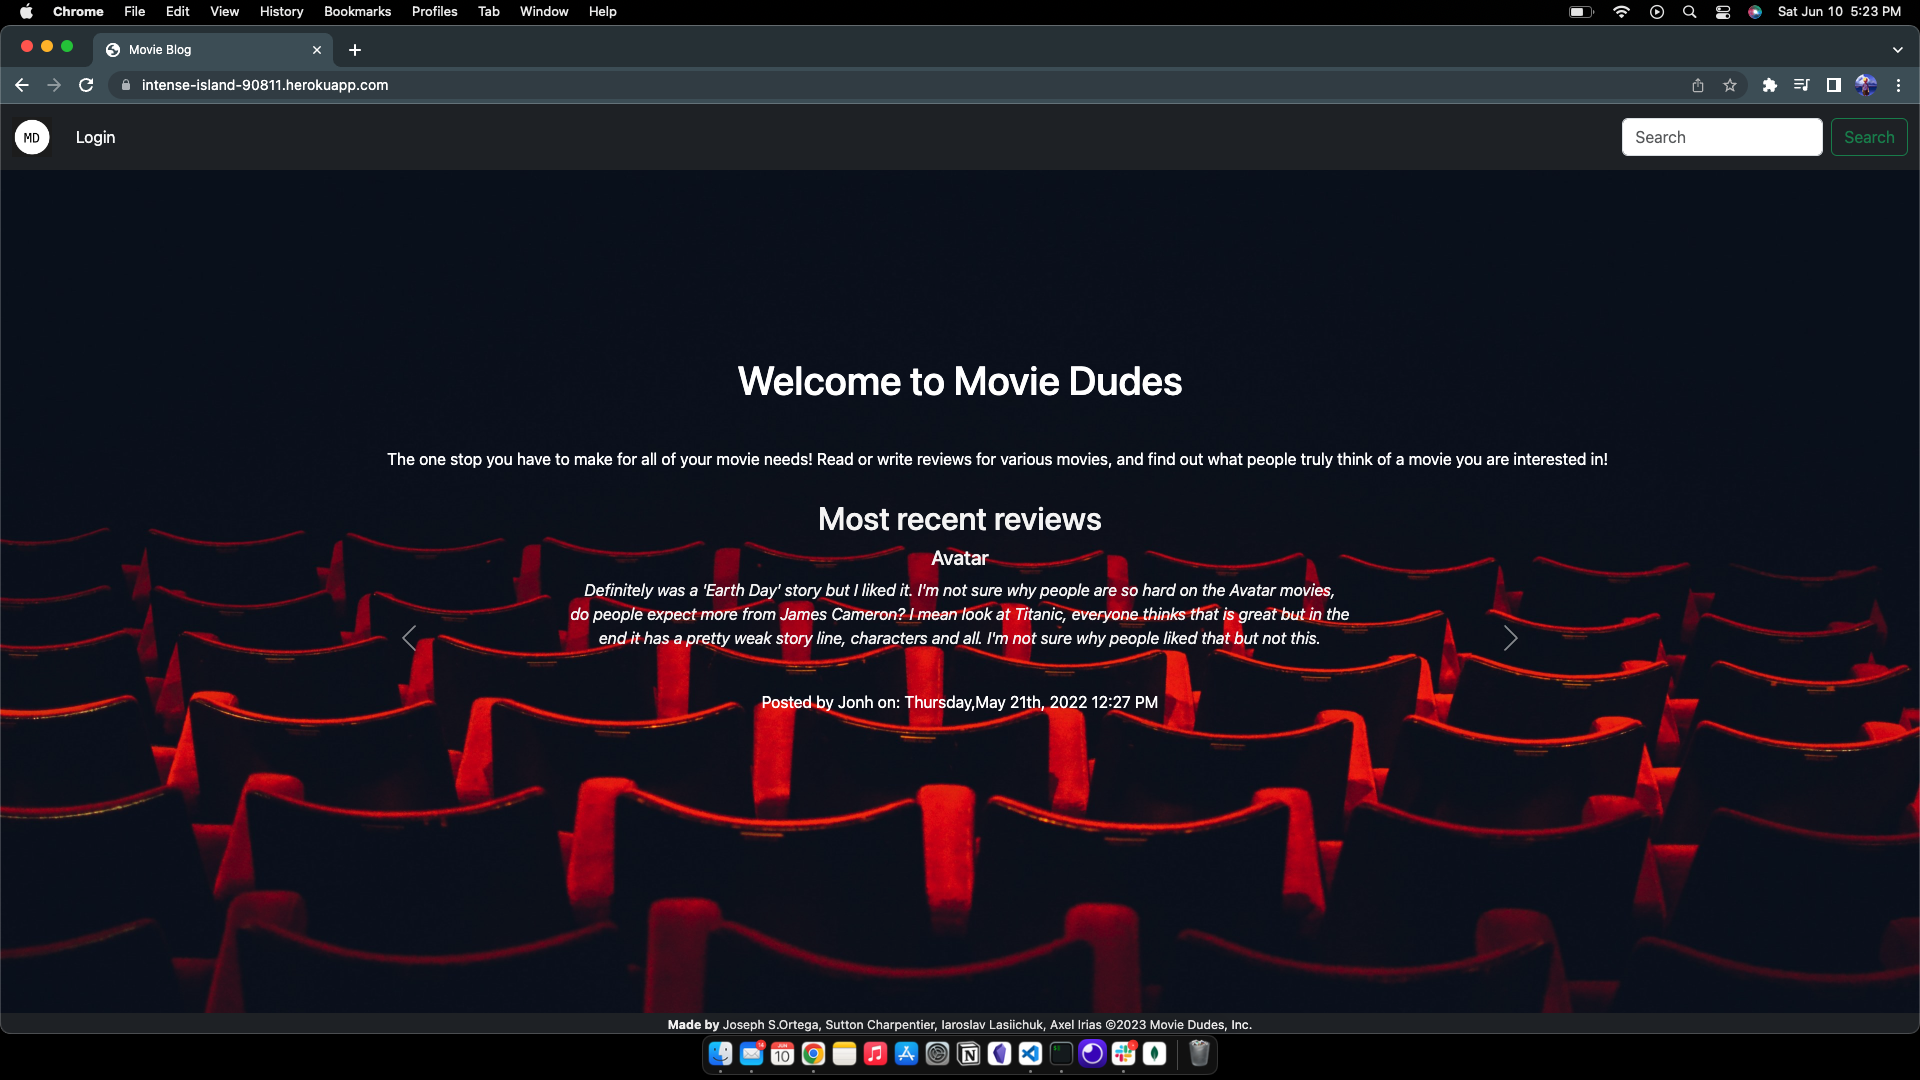 Chrome File Edit View History Bookmarks Profiles Tab Window Help Sat Jun 10 5:23 PM
Movie Blog
intense-island-90811.herokuapp.com
MD Login Search Search
Welcome to Movie Dudes
The one stop you have to make for all of your movie needs! Read or write reviews for various movies, and find out what people truly think of a movie you are interested in!
Most recent reviews
Avatar
Definitely was a 'Earth Day' story but I liked it. I'm not sure why people are so hard on the Avatar movies,
do people expect more from James Cameron? I mean look at Titanic, everyone thinks that is great but in the
end it has a pretty weak story line, characters and all. I'm not sure why people liked that but not this.
Posted by Jonh on: Thursday,May 21th, 2022 12:27 PM
Made by Joseph S.Ortega, Sutton Charpentier, Iaroslav Lasiichuk, Axel Irias ©2023 Movie Dudes, Inc.
10